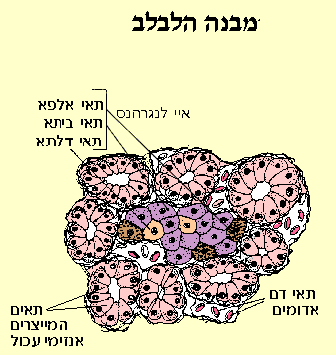 מבנה הלבלב
איי לנגרהנס
תאי אלפא
תאי ביתא
תאי דלתא
תאי דם
אדומים
תאים
המייצרים
אנזימי עכול